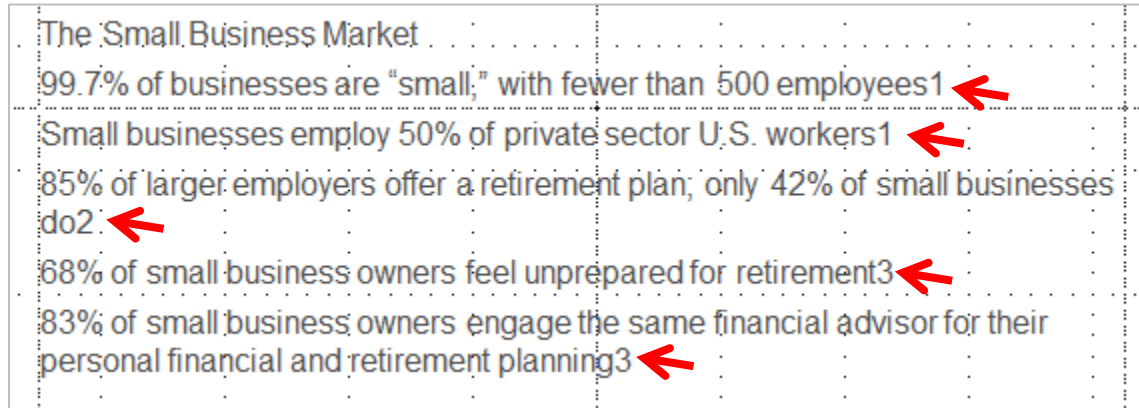 The Small Business Market
99.7% of businesses are “small,” with fewer than 500 employees1
Small businesses employ 50% of private sector U.S. workers1
85% of larger employers offer a retirement plan; only 42% of small businesses
do2
68% of small business owners feel unprepared for retirement3
83% of small business owners engage the same financial advisor for their
personal financial and retirement planning3